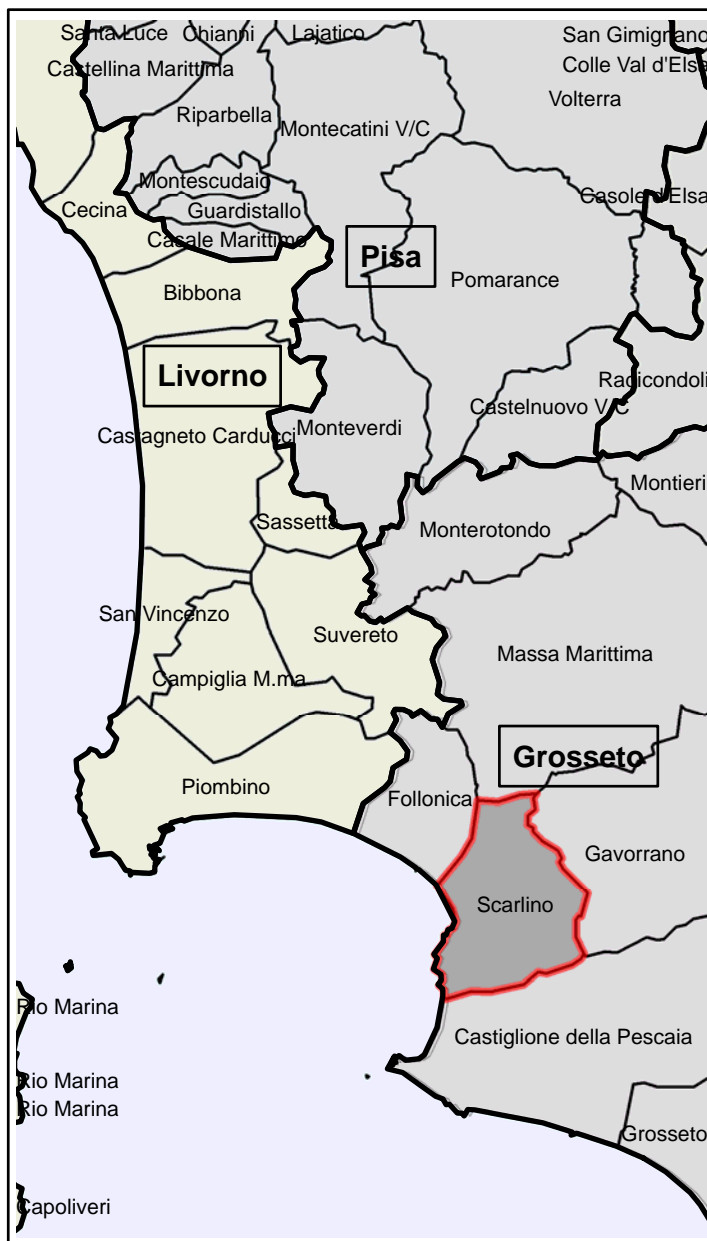 Santa Luce
Chianni
Lajatico
San Gimignano
Castellina Marittima
Colle Val d'Elsa
Volterra
Riparbella
Montecatini V/C
Montescudaio
Casole d'Elsa
Cecina
Guardistallo
Casale Marittimo
Pisa
Pomarance
Bibbona
Livorno
Radicondoli
Castelnuovo V/C
Castagneto Carducci
Monteverdi
Montieri
Sassetta
Monterotondo
San Vincenzo
Suvereto
Massa Marittima
Campiglia M.ma
Grosseto
Piombino
Follonica
Gavorrano
Scarlino
Rio Marina
Castiglione della Pescaia
Rio Marina
Rio Marina
Grosseto
Capoliveri